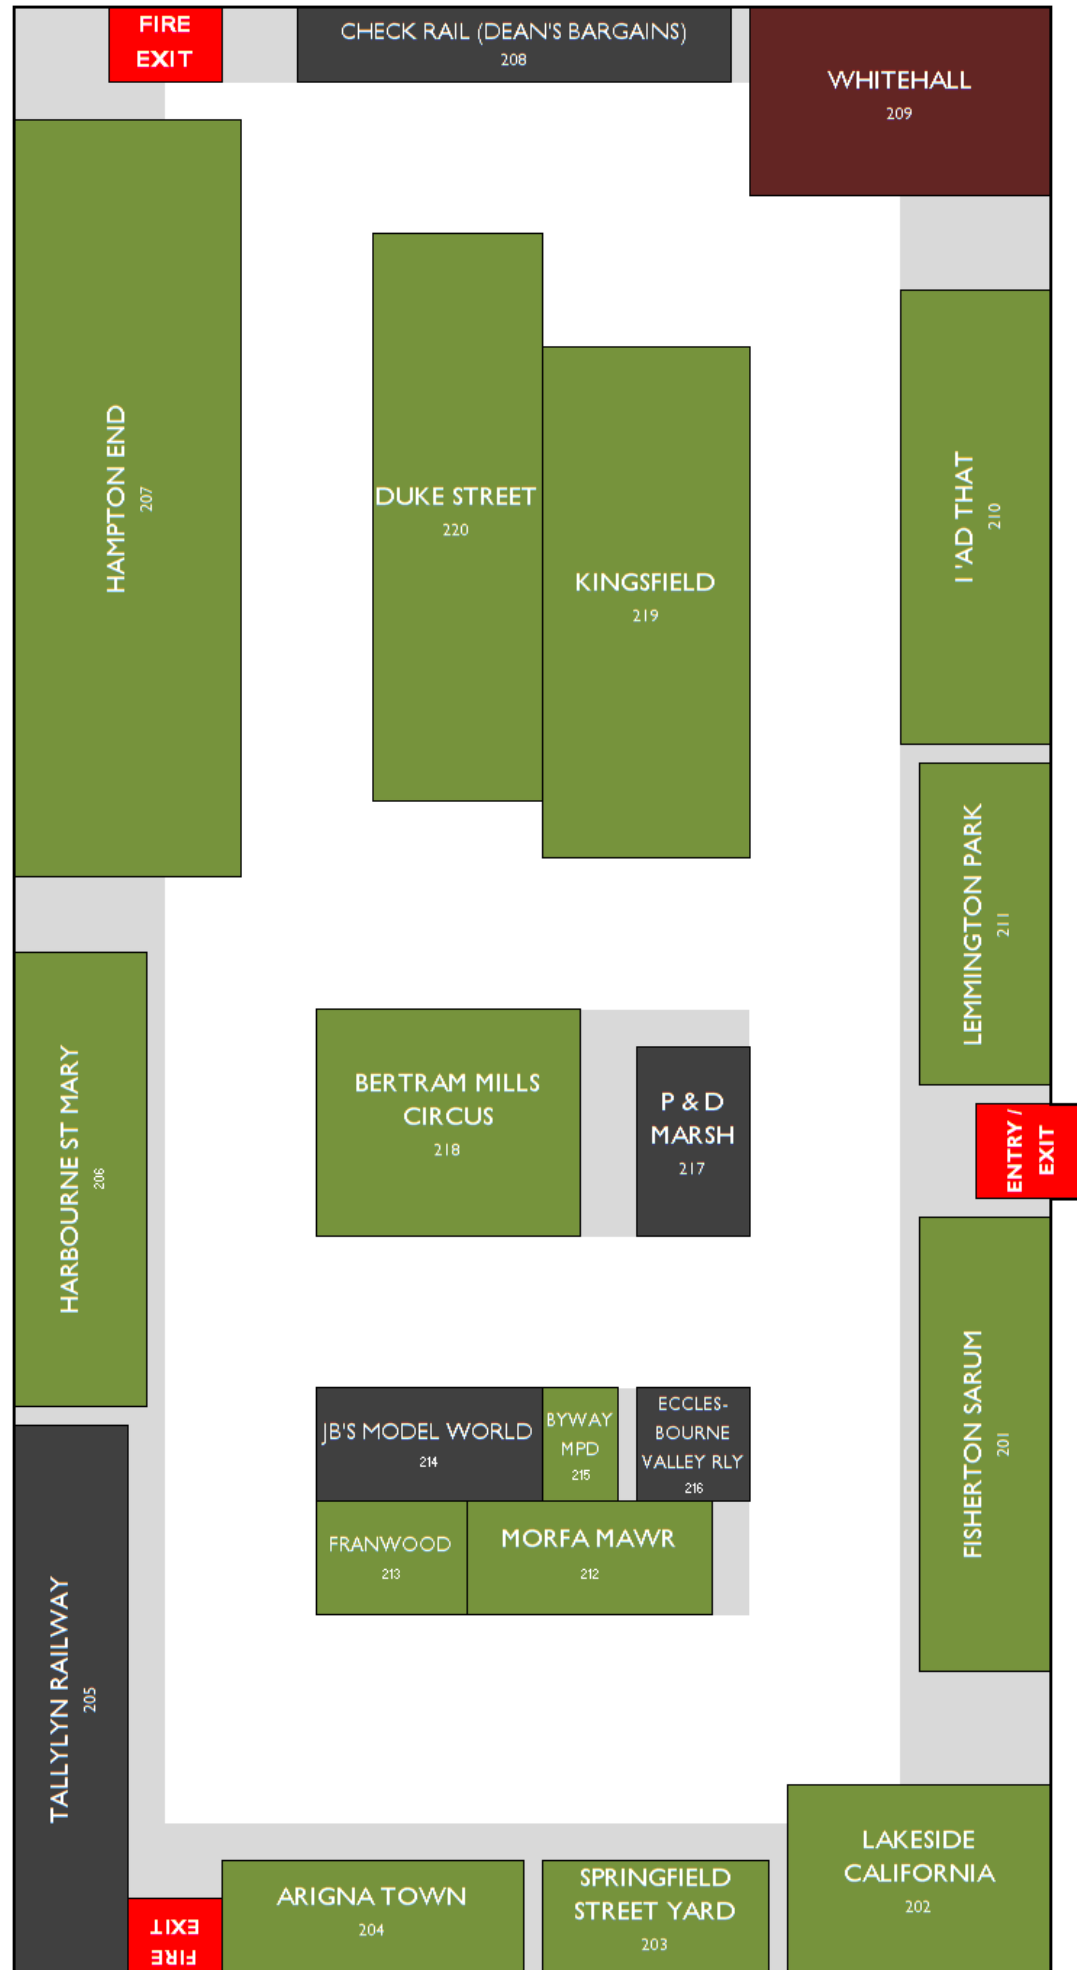 FIRE
EXIT
CHECK RAIL (DEAN'S BARGAINS)
208
WHITEHALL
209
HAMPTON END
207
DUKE STREET
220
KINGSFIELD
219
I 'AD THAT
210
LEMMINGTON PARK
211
HARBOURNE ST MARY
206
BERTRAM MILLS
CIRCUS
218
P & D
MARSH
217
ENTRY /
EXIT
JB'S MODEL WORLD
214
BYWAY
MPD
215
ECCLES-
BOURNE
VALLEY RLY
216
FISHERTON SARUM
201
FRANWOOD
213
MORFA MAWR
212
TALLYLYN RAILWAY
205
LAKESIDE
CALIFORNIA
202
ARIGNA TOWN
204
SPRINGFIELD
STREET YARD
203
FIRE
EXIT